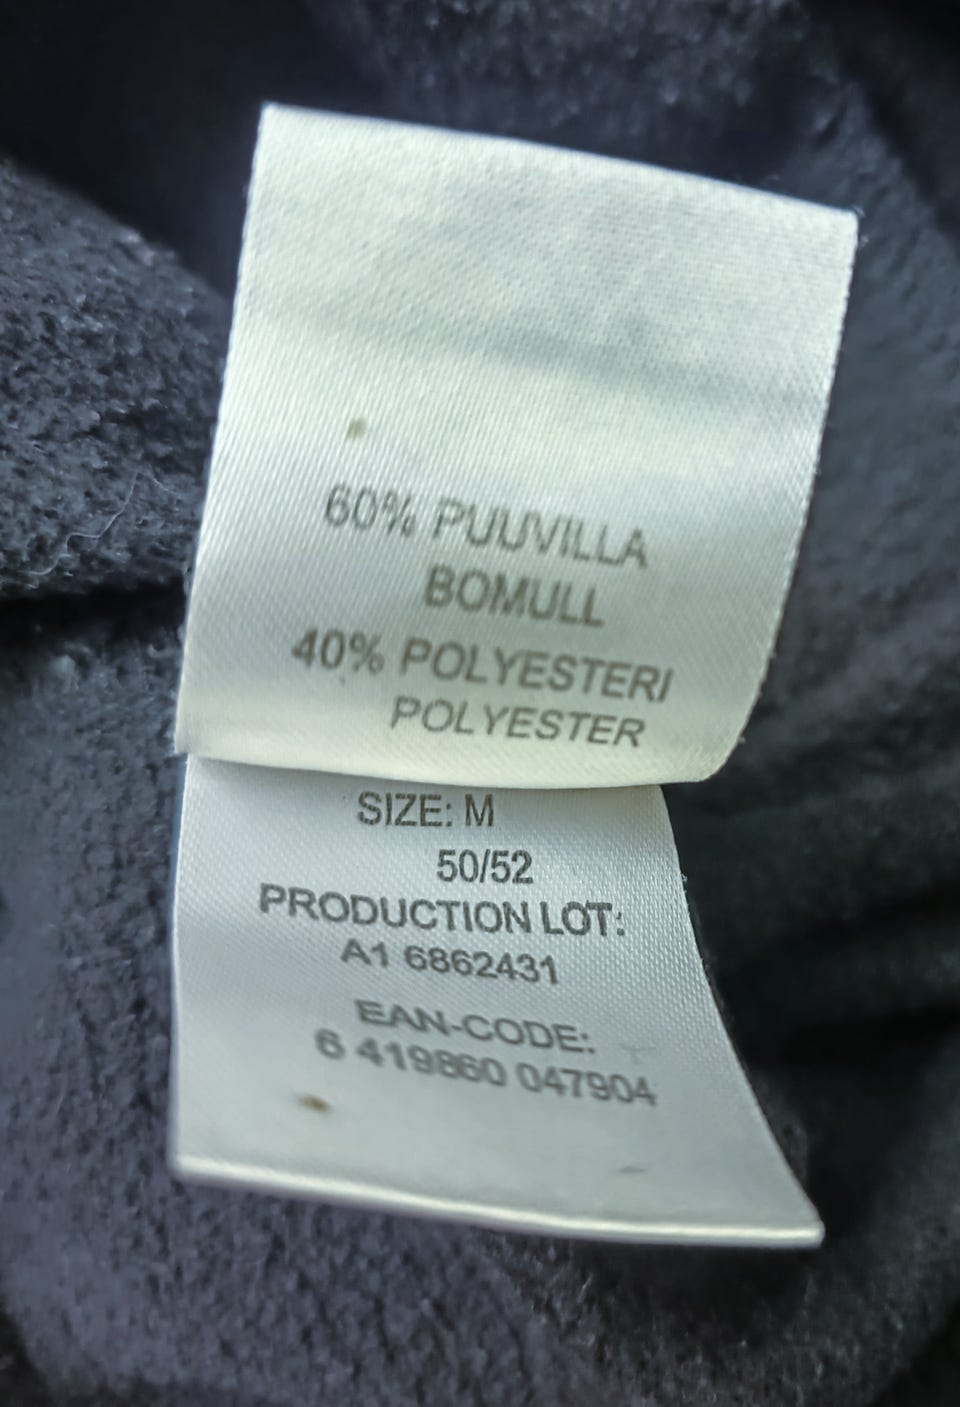 60% PUUVILLA
BOMULL
40% POLYESTERI
POLYESTER
SIZE: M
50/52
PRODUCTION LOT:
A1 6862431
EAN-CODE:
6 419860 047904